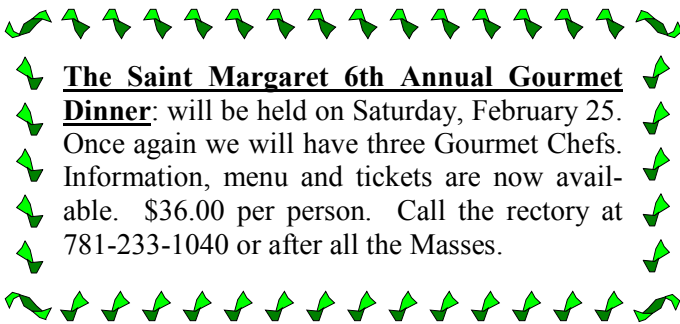 The Saint Margaret 6th Annual Gourmet
Dinner: will be held on Saturday, February 25.
Once again we will have three Gourmet Chefs.
Information, menu and tickets are now avail-
able. $36.00 per person. Call the rectory at
781-233-1040 or after all the Masses.